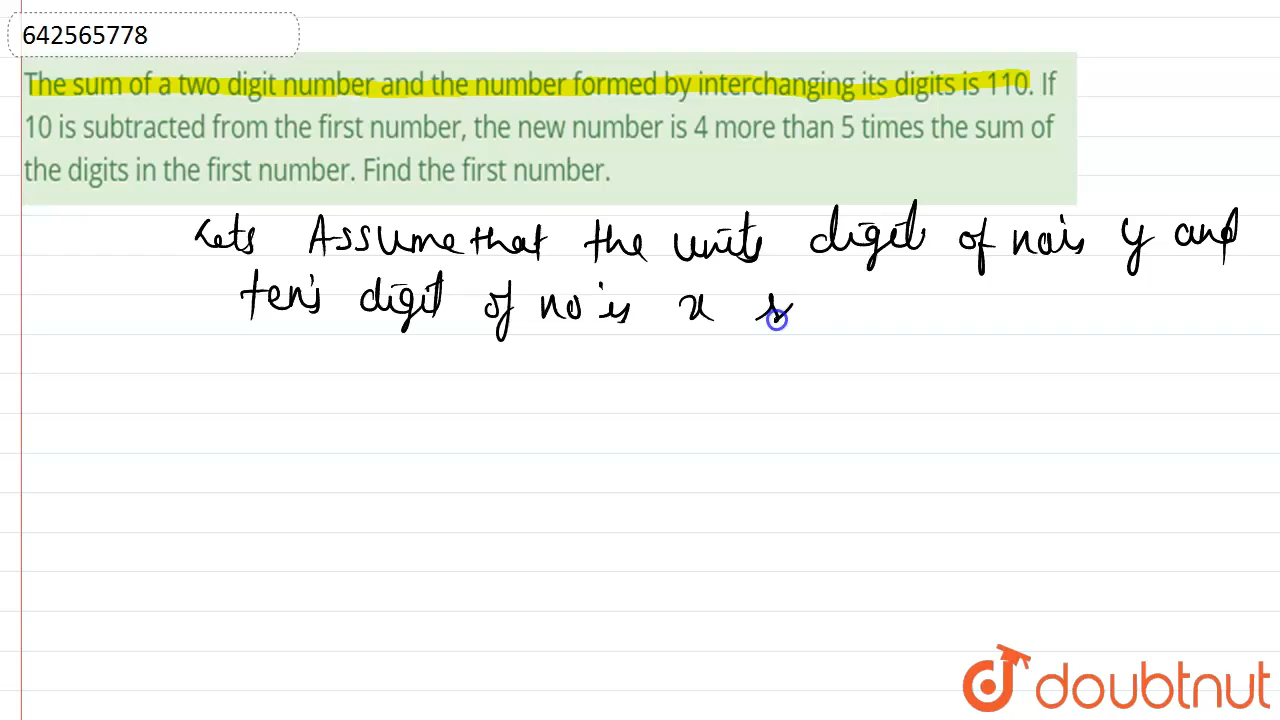 642565778
The sum of a two digit number and the number formed by interchanging its digits is 110. If
10 is subtracted from the first number, the new number is 4 more than 5 times the sum of
the digits in the first number. Find the first number.
Lets Assume that the units digit of no is y and
ten's digit of no is x
doubtnut